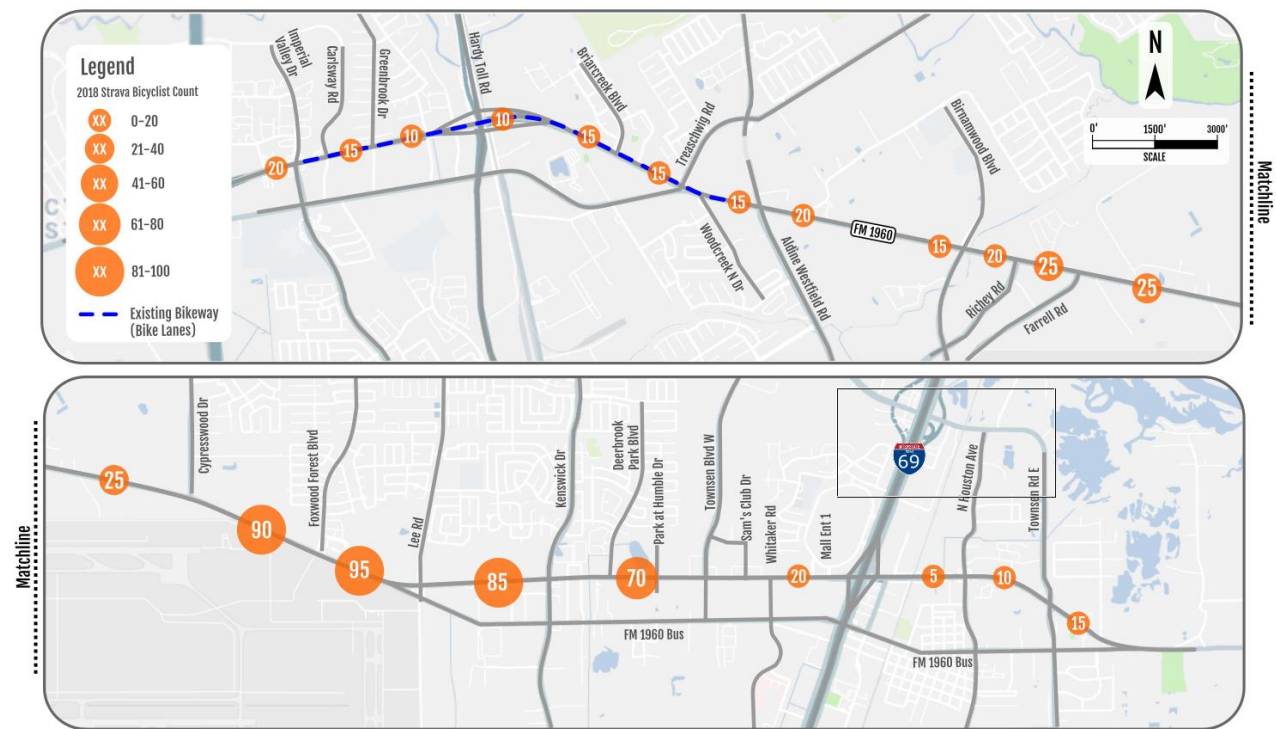 Legend
2018 Strava Bicyclist Count
XX 0-20
XX 21-40
XX 41-60
XX 61-80
XX 81-100
Existing Bikeway
(Bike Lanes)
Imperial
Valley Dr
Carlsway Rd
Greenbrook Dr
Hardy Toll Rd
Briarcreek Blvd
Treaschwig Rd
Birnamwood Blvd
N
0' 1500' 3000'
SCALE
Matchline
20
15
10
10
15
15
15
20
FM 1960
15
20
25
25
Woodcreek N Dr
Aldine Westfield Rd
Richey Rd
Farrell Rd
Matchline
25
Cypresswood Dr
90
Foxwood Forest Blvd
95
Lee Rd
85
Kenswick Dr
Deerbrook
Park Blvd
70
Park at Humble Dr
Townsen Blvd W
Sam's Club Dr
Whitaker Rd
Mall Ent 1
20
INTERSTATE
69
5
N Houston Ave
10
Townsen Rd E
15
FM 1960 Bus
FM 1960 Bus